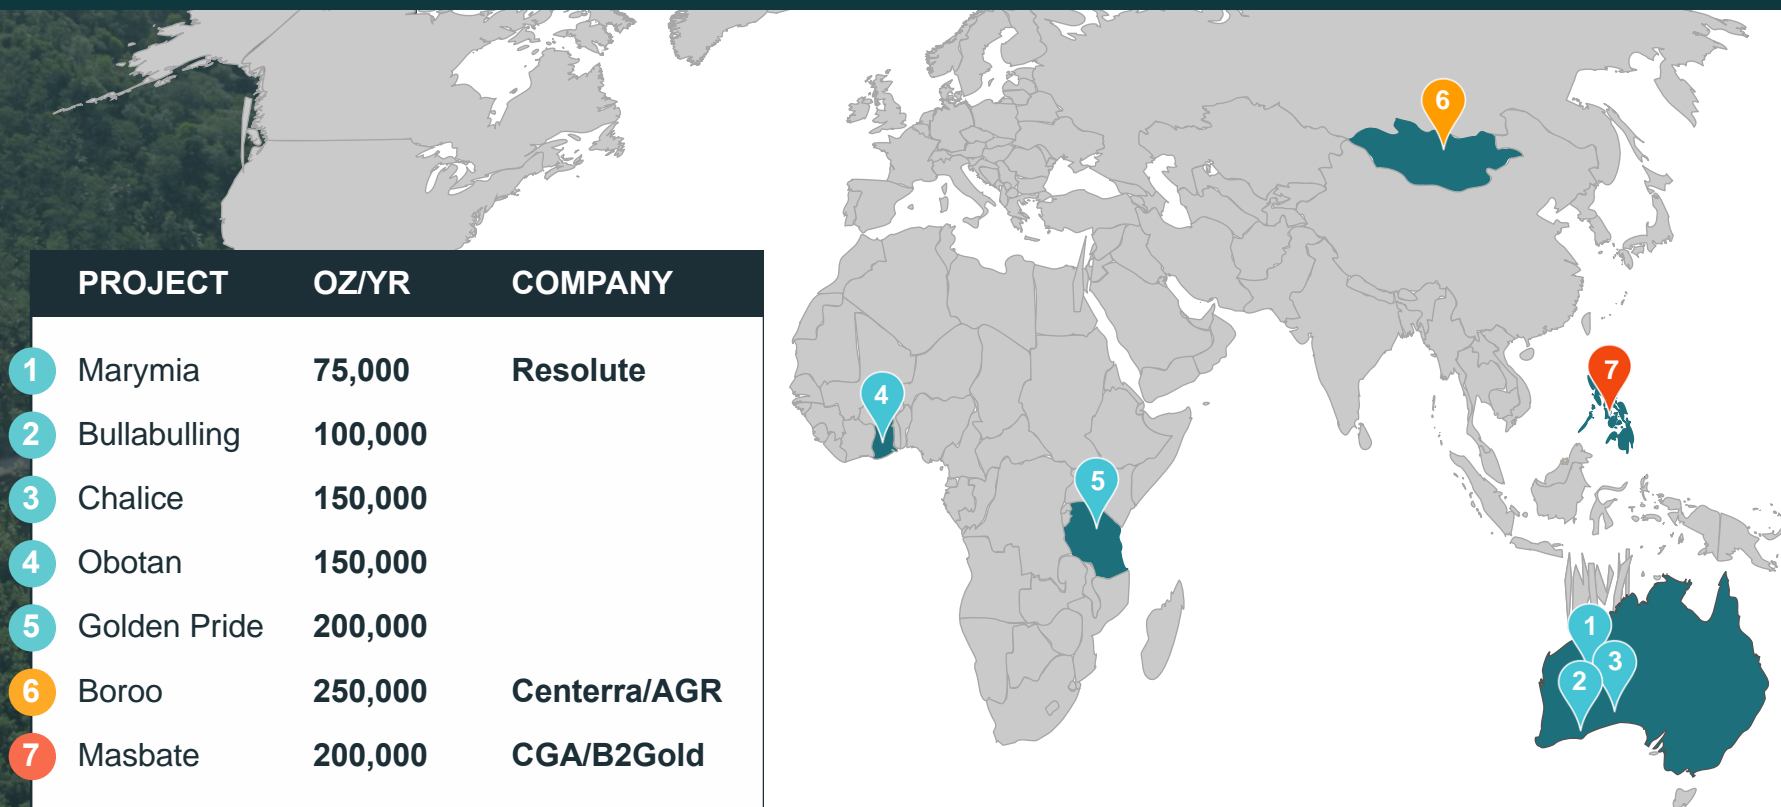 PROJECT OZ/YR COMPANY
1 Marymia 75,000 Resolute
2 Bullabulling 100,000
3 Chalice 150,000
4 Obotan 150,000
5 Golden Pride 200,000
6 Boroo 250,000 Centerra/AGR
7 Masbate 200,000 CGA/B2Gold
6
7
4
5
1
3
2